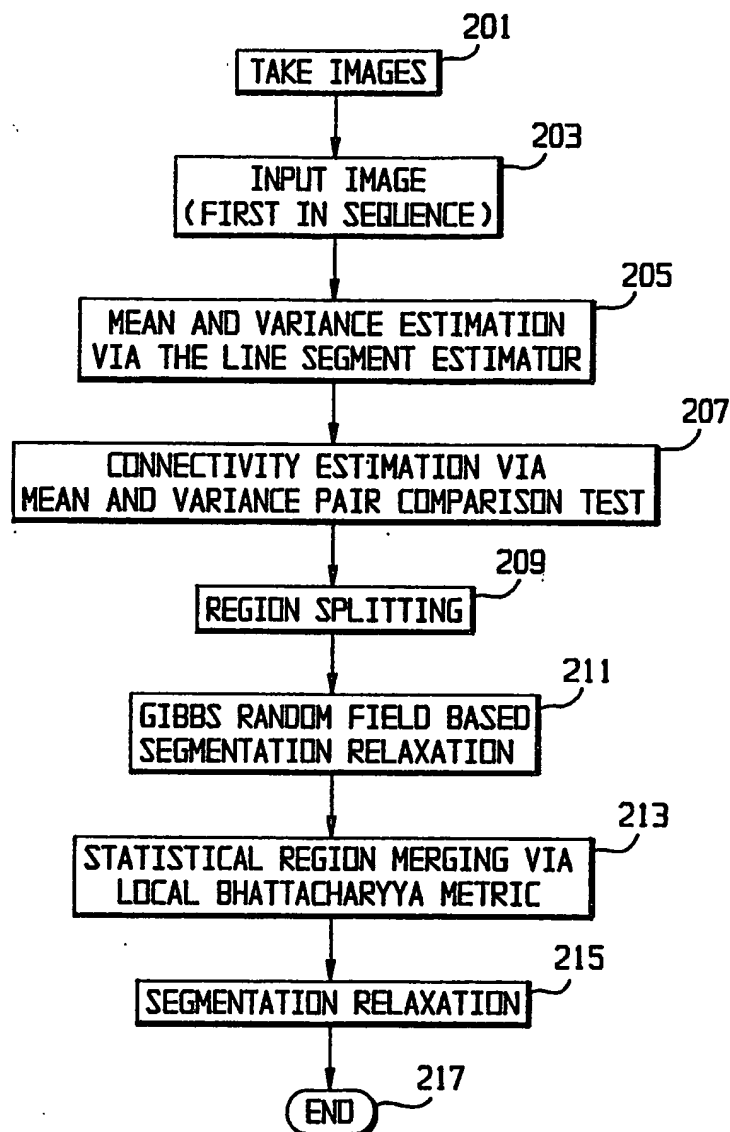 201
TAKE IMAGES
203
INPUT IMAGE
(FIRST IN SEQUENCE)
205
MEAN AND VARIANCE ESTIMATION
VIA THE LINE SEGMENT ESTIMATOR
207
CONNECTIVITY ESTIMATION VIA
MEAN AND VARIANCE PAIR COMPARISON TEST
209
REGION SPLITTING
211
GIBBS RANDOM FIELD BASED
SEGMENTATION RELAXATION
213
STATISTICAL REGION MERGING VIA
LOCAL BHATTACHARYYA METRIC
215
SEGMENTATION RELAXATION
217
END